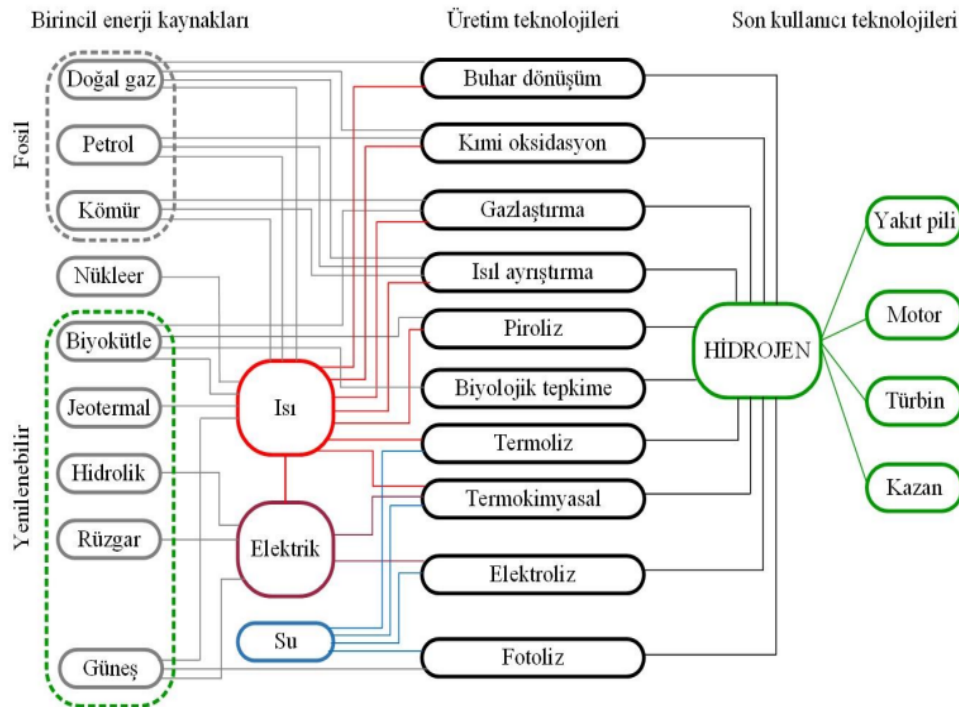 Birincil enerji kaynakları
Üretim teknolojileri
Son kullanıcı teknolojileri
Fosil
Doğal gaz
Petrol
Kömür
Nükleer
Yenilenebilir
Biyokütle
Jeotermal
Hidrolik
Rüzgar
Güneş
Isı
Elektrik
Su
Buhar dönüşüm
Kımi oksidasyon
Gazlaştırma
Isıl ayrıştırma
Piroliz
Biyolojik tepkime
Termoliz
Termokimyasal
Elektroliz
Fotoliz
HİDROJEN
Yakıt pili
Motor
Türbin
Kazan